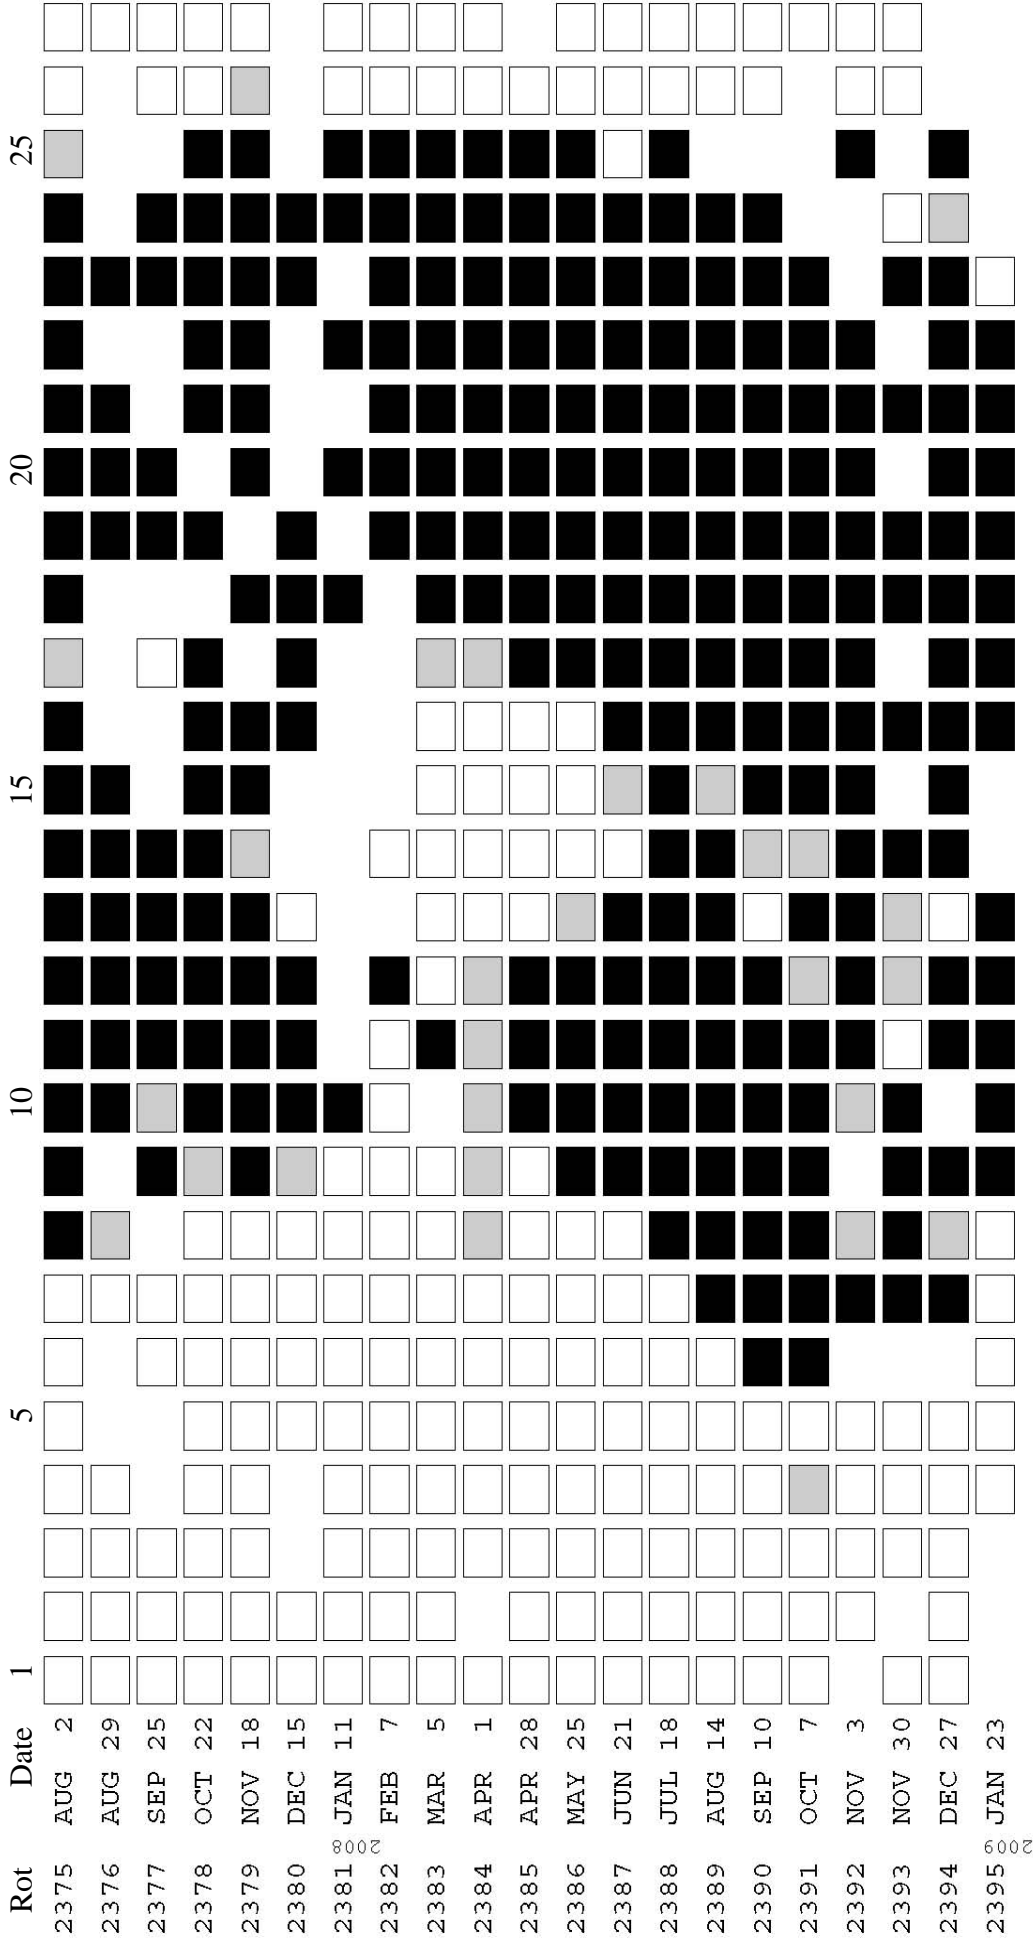 Rot Date 1 5 10 15 20 25
2375 AUG 2
2376 AUG 29
2377 SEP 25
2378 OCT 22
2379 NOV 18
2380 DEC 15
2381 JAN 11
2008
2382 FEB 7
2383 MAR 5
2384 APR 1
2385 APR 28
2386 MAY 25
2387 JUN 21
2388 JUL 18
2389 AUG 14
2390 SEP 10
2391 OCT 7
2392 NOV 3
2393 NOV 30
2394 DEC 27
2395 JAN 23
2009